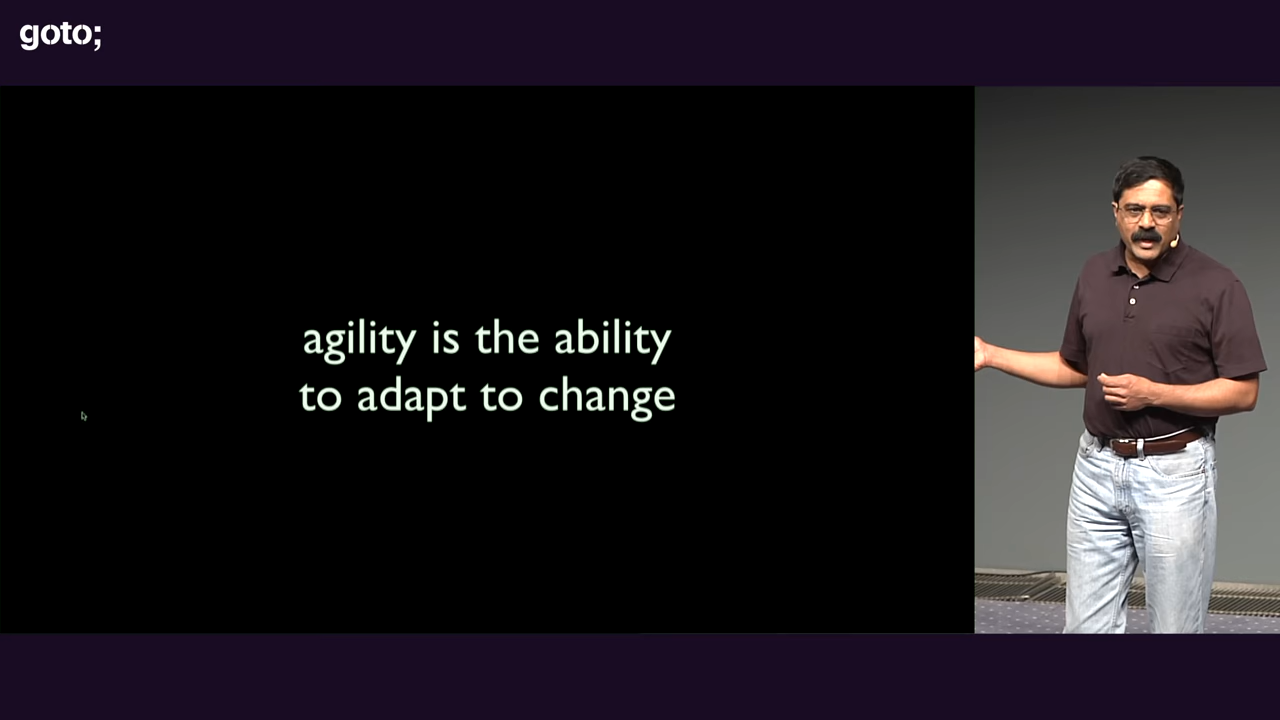 goto;
agility is the ability
to adapt to change